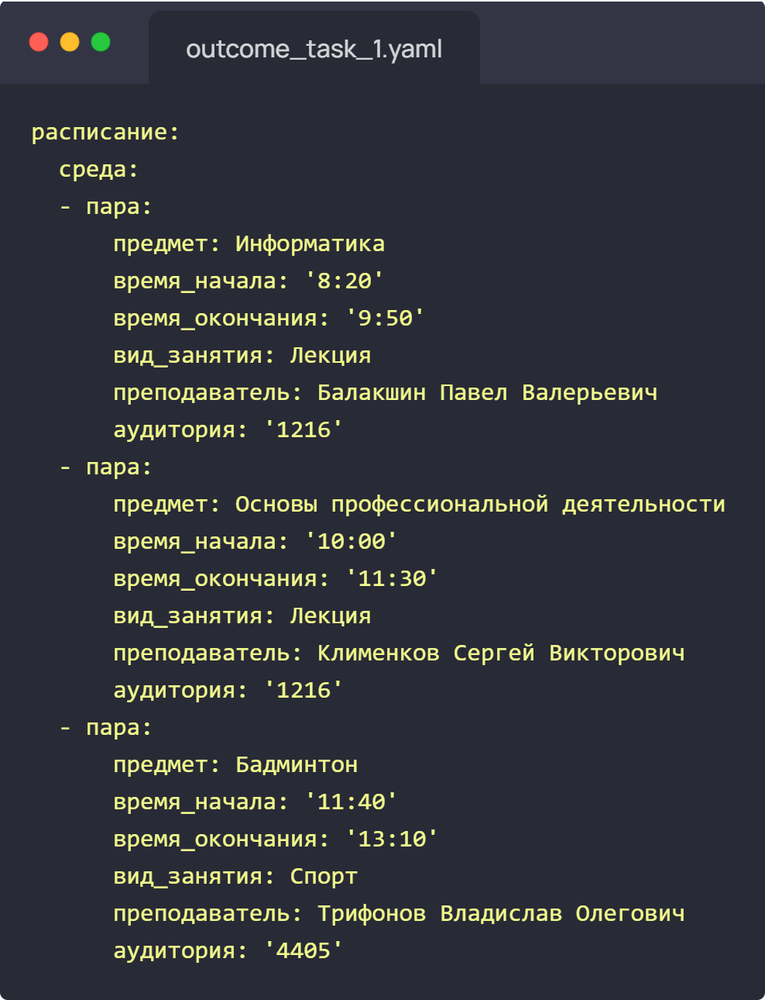 outcome_task_1.yaml
расписание:
  среда:
  - пара:
      предмет: Информатика
      время_начала: '8:20'
      время_окончания: '9:50'
      вид_занятия: Лекция
      преподаватель: Балакшин Павел Валерьевич
      аудитория: '1216'
  - пара:
      предмет: Основы профессиональной деятельности
      время_начала: '10:00'
      время_окончания: '11:30'
      вид_занятия: Лекция
      преподаватель: Клименков Сергей Викторович
      аудитория: '1216'
  - пара:
      предмет: Бадминтон
      время_начала: '11:40'
      время_окончания: '13:10'
      вид_занятия: Спорт
      преподаватель: Трифонов Владислав Олегович
      аудитория: '4405'